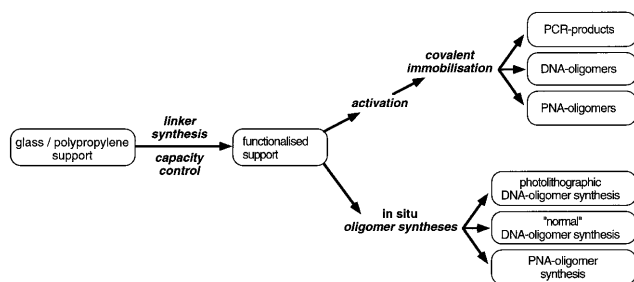 glass / polypropylene
support
linker
synthesis
capacity
control
functionalised
support
activation
covalent
immobilisation
PCR-products
DNA-oligomers
PNA-oligomers
in situ
oligomer syntheses
photolithographic
DNA-oligomer synthesis
"normal"
DNA-oligomer synthesis
PNA-oligomer
synthesis